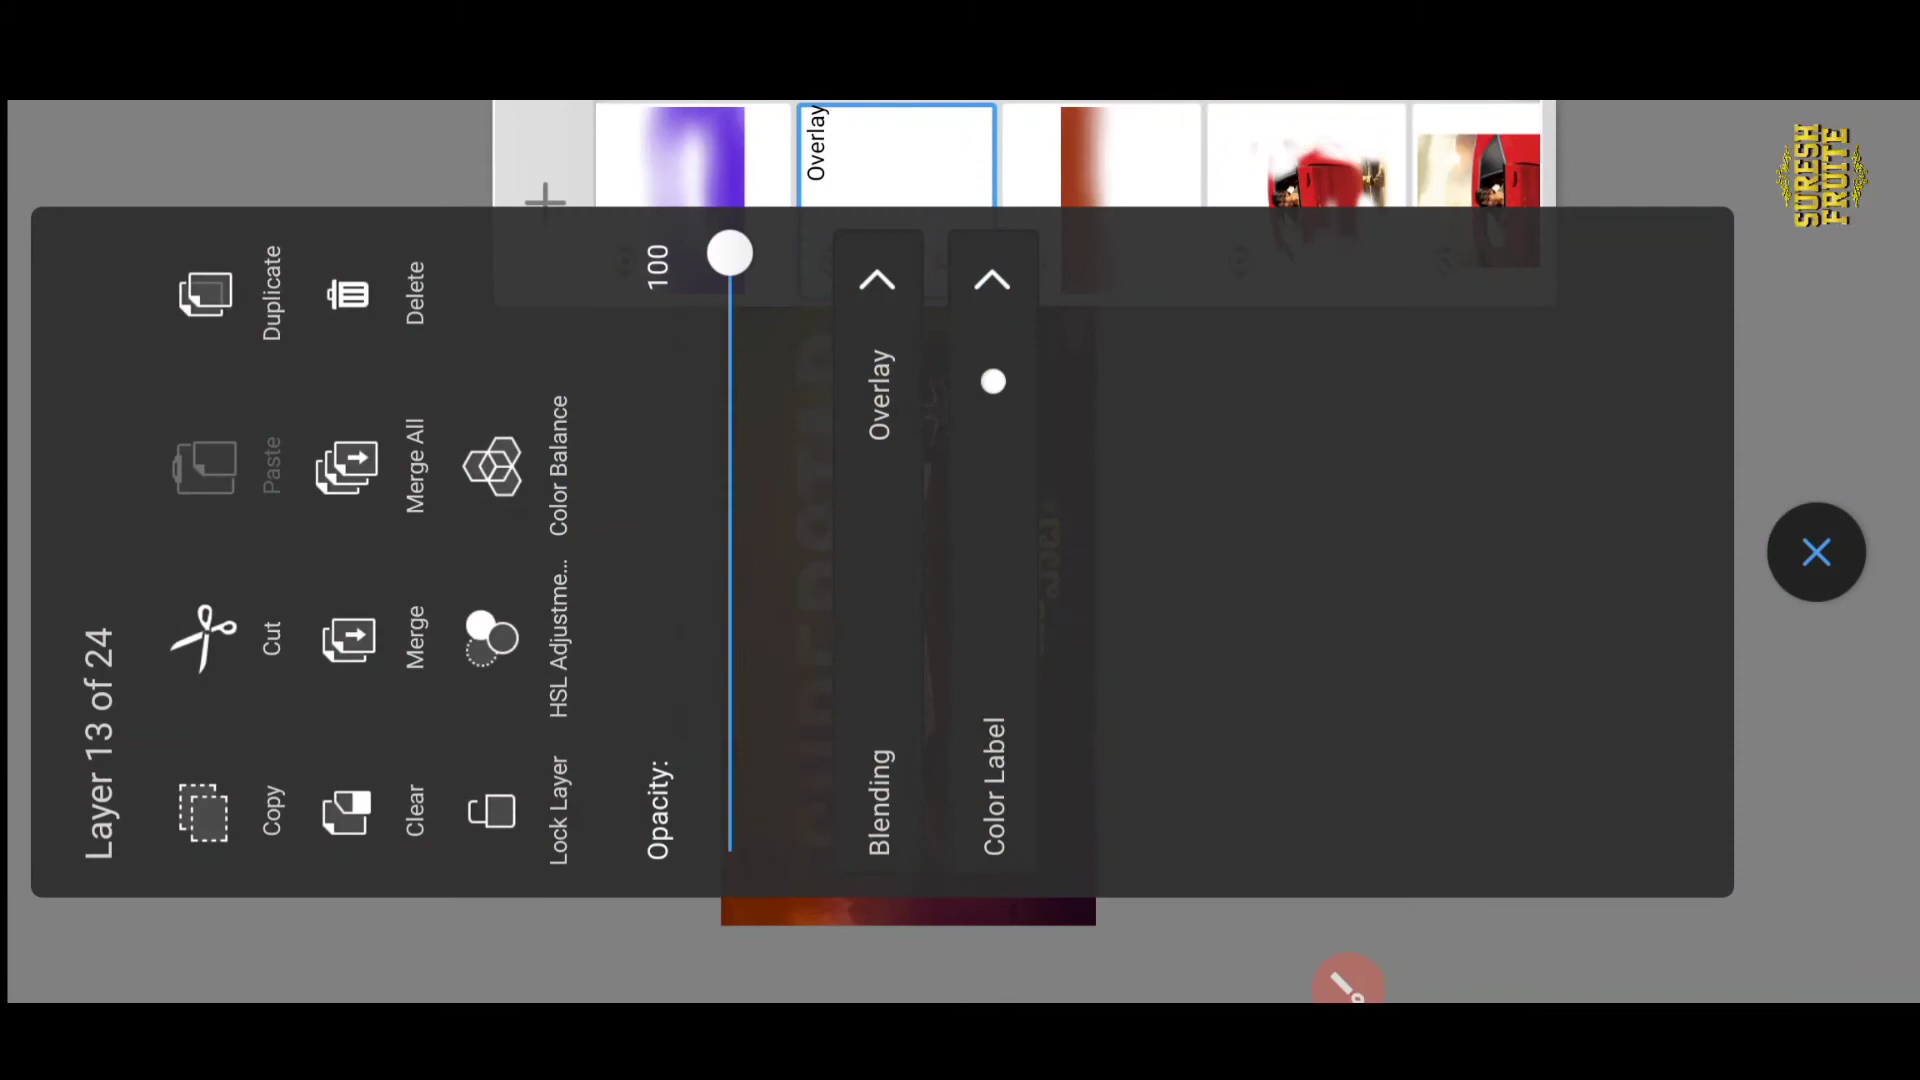 Layer 13 of 24
Copy
Cut
Paste
Duplicate
Clear
Merge
Merge All
Delete
Lock Layer
HSL Adjustme...
Color Balance
Opacity:
100
Blending
Overlay
Color Label
Overlay
SURESH
FRUITE